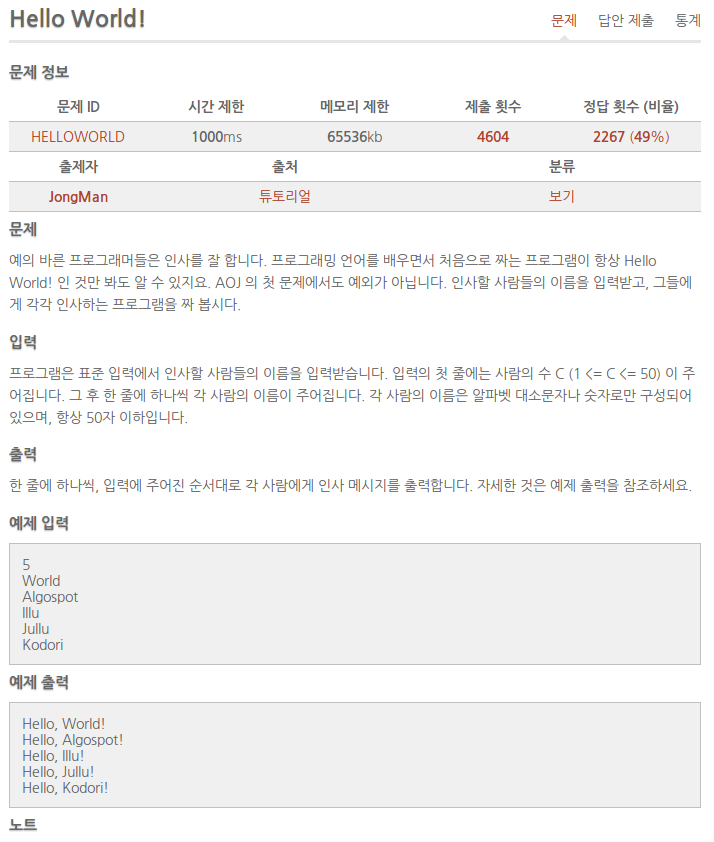 Hello World!
문제 답안 제출 통계
문제 정보
문제 ID 시간 제한 메모리 제한 제출 횟수 정답 횟수 (비율)
HELLOWORLD 1000ms 65536kb 4604 2267 (49%)
출제자 출처 분류
JongMan 튜토리얼 보기
문제
예의 바른 프로그래머들은 인사를 잘 합니다. 프로그래밍 언어를 배우면서 처음으로 짜는 프로그램이 항상 Hello
World! 인 것만 봐도 알 수 있지요. AOJ 의 첫 문제에서도 예외가 아닙니다. 인사할 사람들의 이름을 입력받고, 그들에
게 각각 인사하는 프로그램을 짜 봅시다.
입력
프로그램은 표준 입력에서 인사할 사람들의 이름을 입력받습니다. 입력의 첫 줄에는 사람의 수 C (1 <= C <= 50) 이 주
어집니다. 그 후 한 줄에 하나씩 각 사람의 이름이 주어집니다. 각 사람의 이름은 알파벳 대소문자나 숫자로만 구성되어
있으며, 항상 50자 이하입니다.
출력
한 줄에 하나씩, 입력에 주어진 순서대로 각 사람에게 인사 메시지를 출력합니다. 자세한 것은 예제 출력을 참조하세요.
예제 입력
5
World
Algospot
Illu
Jullu
Kodori
예제 출력
Hello, World!
Hello, Algospot!
Hello, Illu!
Hello, Jullu!
Hello, Kodori!
노트